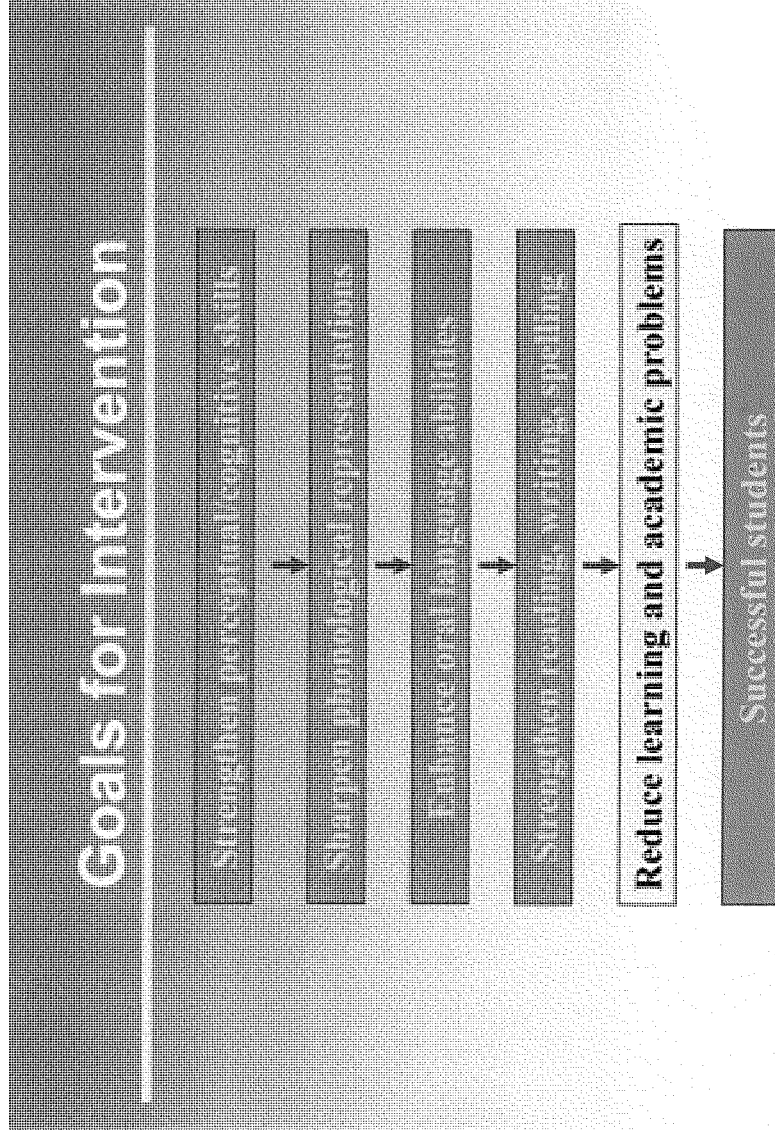 Goals for Intervention
Strengthen perceptual/cognitive skills
Sharpen phonological representations
Enhance oral language abilities
Strengthen reading, writing, spelling
Reduce learning and academic problems
Successful students